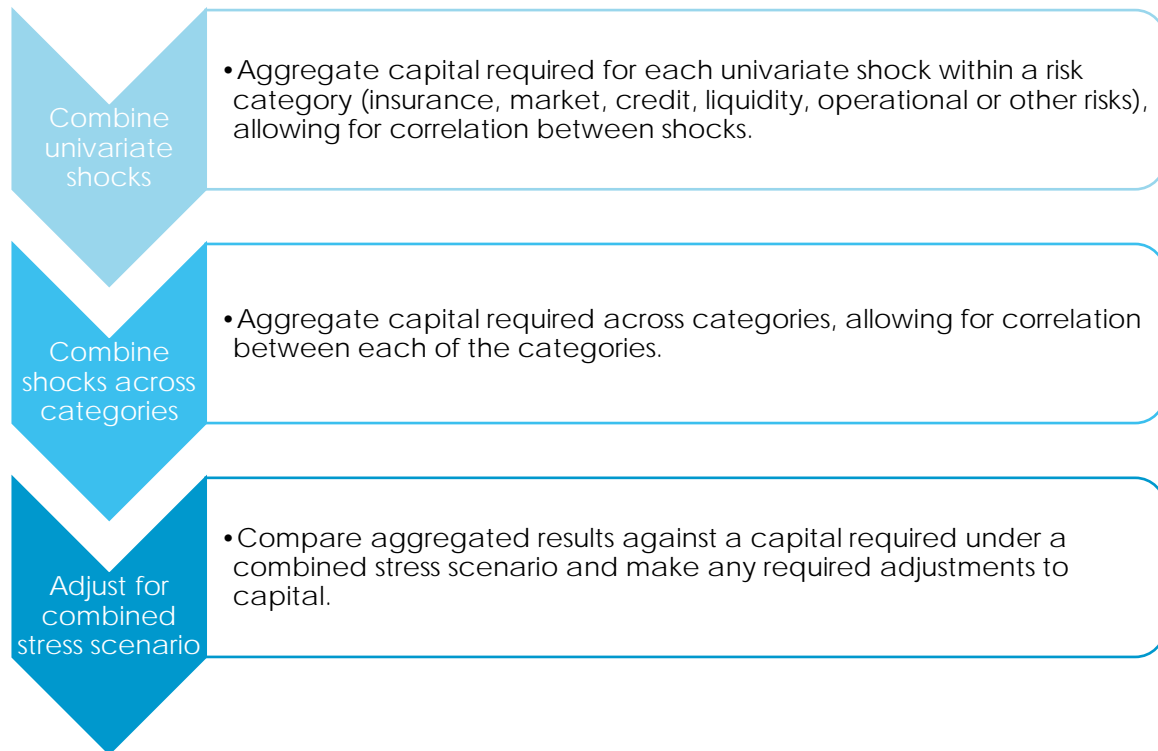 Combine
univariate
shocks
•Aggregate capital required for each univariate shock within a risk
category (insurance, market, credit, liquidity, operational or other risks),
allowing for correlation between shocks.
Combine
shocks across
categories
•Aggregate capital required across categories, allowing for correlation
between each of the categories.
Adjust for
combined
stress scenario
•Compare aggregated results against a capital required under a
combined stress scenario and make any required adjustments to
capital.